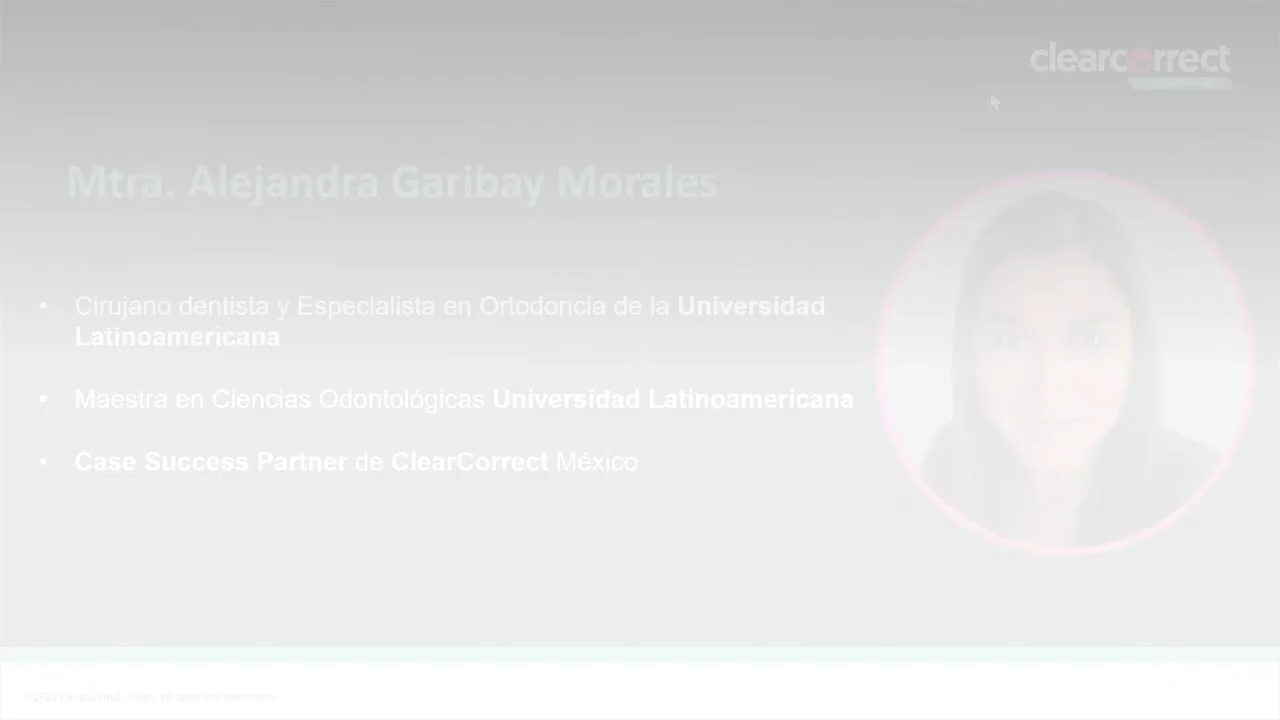 clearcorrect
Mtra. Alejandra Garibay Morales
• Cirujano dentista y Especialista en Ortodoncia de la Universidad
Latinoamericana
• Maestra en Ciencias Odontológicas Universidad Latinoamericana
• Case Success Partner de ClearCorrect México